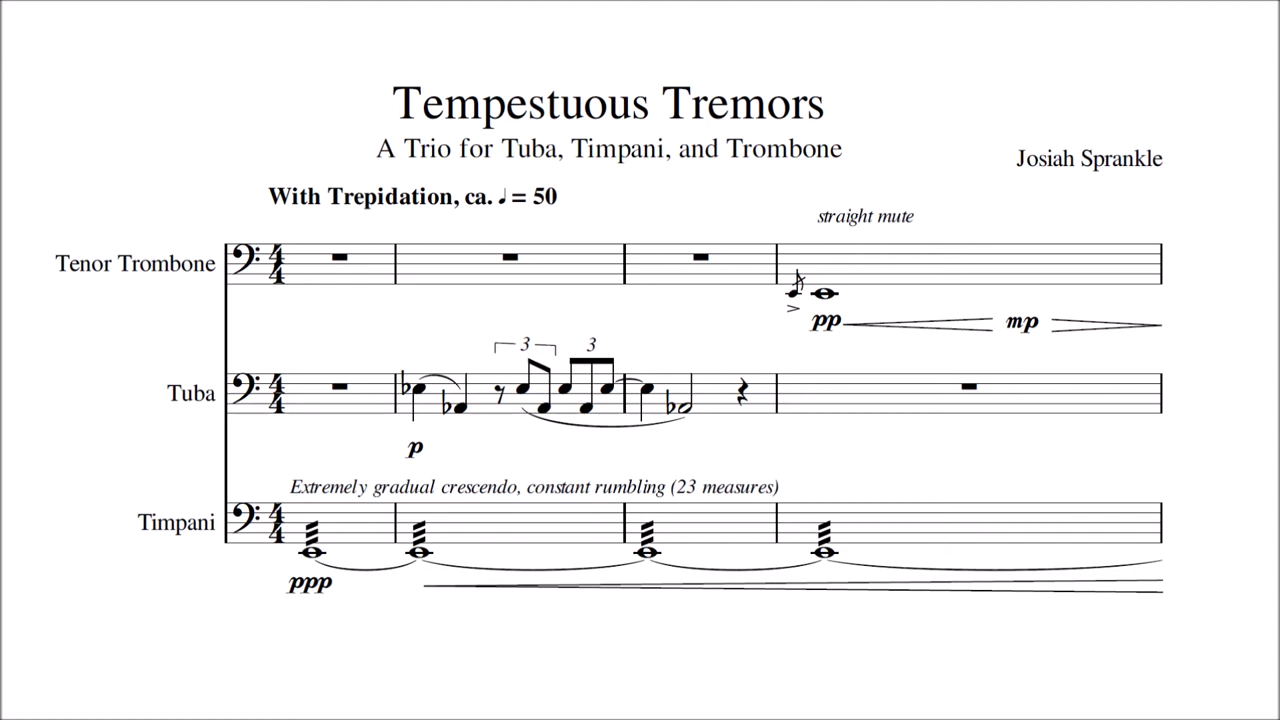 Tempestuous Tremors
A Trio for Tuba, Timpani, and Trombone
Josiah Sprankle
With Trepidation, ca. ♩ = 50
straight mute
Tenor Trombone
pp mp
3 3
Tuba
p
Extremely gradual crescendo, constant rumbling (23 measures)
Timpani
ppp